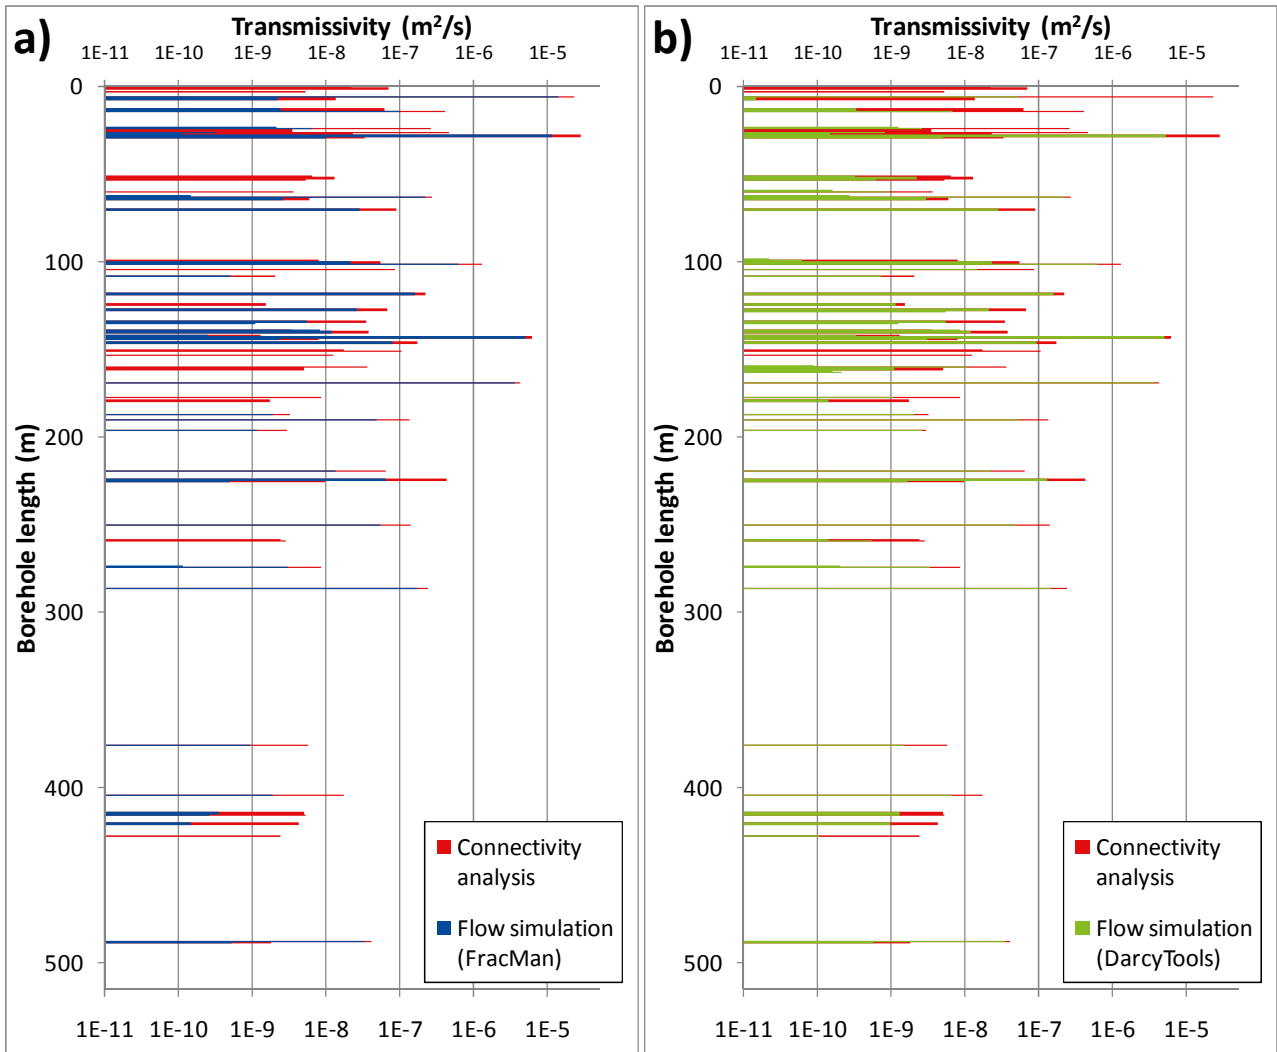 a)
Transmissivity (m²/s)
1E-11 1E-10 1E-9 1E-8 1E-7 1E-6 1E-5
0
100
200
300
400
500
Borehole length (m)
Connectivity
analysis
Flow simulation
(FracMan)
1E-11 1E-10 1E-9 1E-8 1E-7 1E-6 1E-5
b)
Transmissivity (m²/s)
1E-11 1E-10 1E-9 1E-8 1E-7 1E-6 1E-5
0
100
200
300
400
500
Borehole length (m)
Connectivity
analysis
Flow simulation
(DarcyTools)
1E-11 1E-10 1E-9 1E-8 1E-7 1E-6 1E-5